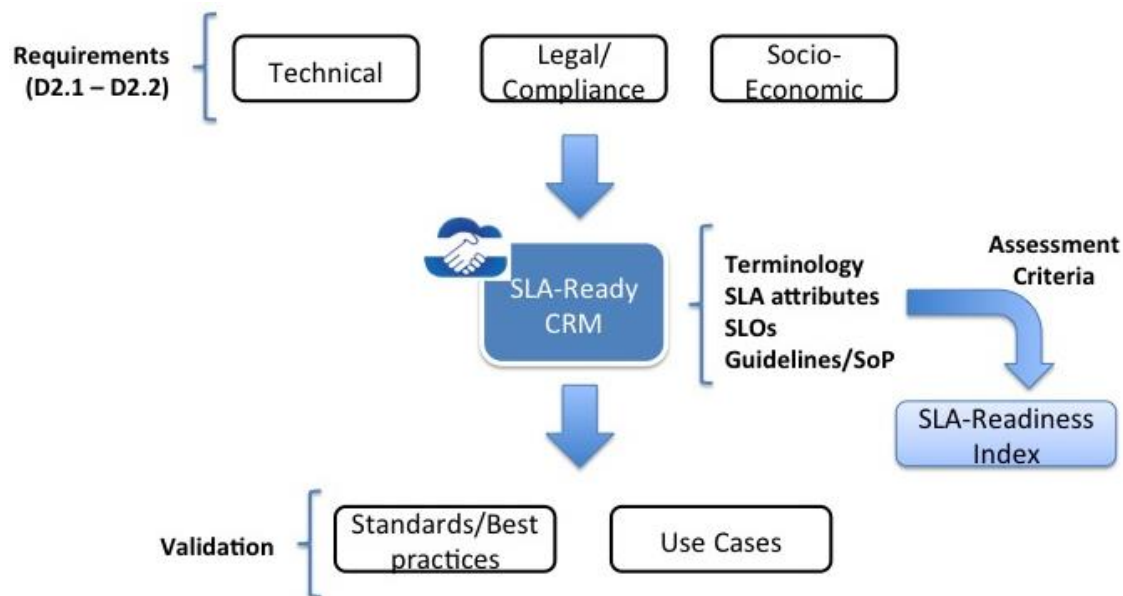 Requirements
(D2.1 – D2.2)
Technical
Legal/
Compliance
Socio-
Economic
SLA-Ready
CRM
Terminology
SLA attributes
SLOs
Guidelines/SoP
Assessment
Criteria
SLA-Readiness
Index
Validation
Standards/Best
practices
Use Cases